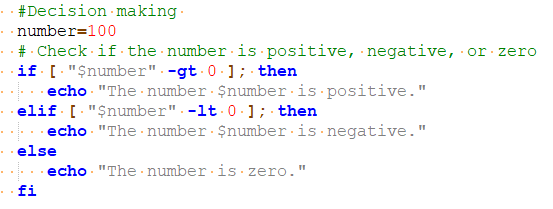 #Decision making
number=100
# Check if the number is positive, negative, or zero
if [ "$number" -gt 0 ]; then
echo "The number $number is positive."
elif [ "$number" -lt 0 ]; then
echo "The number $number is negative."
else
echo "The number is zero."
fi